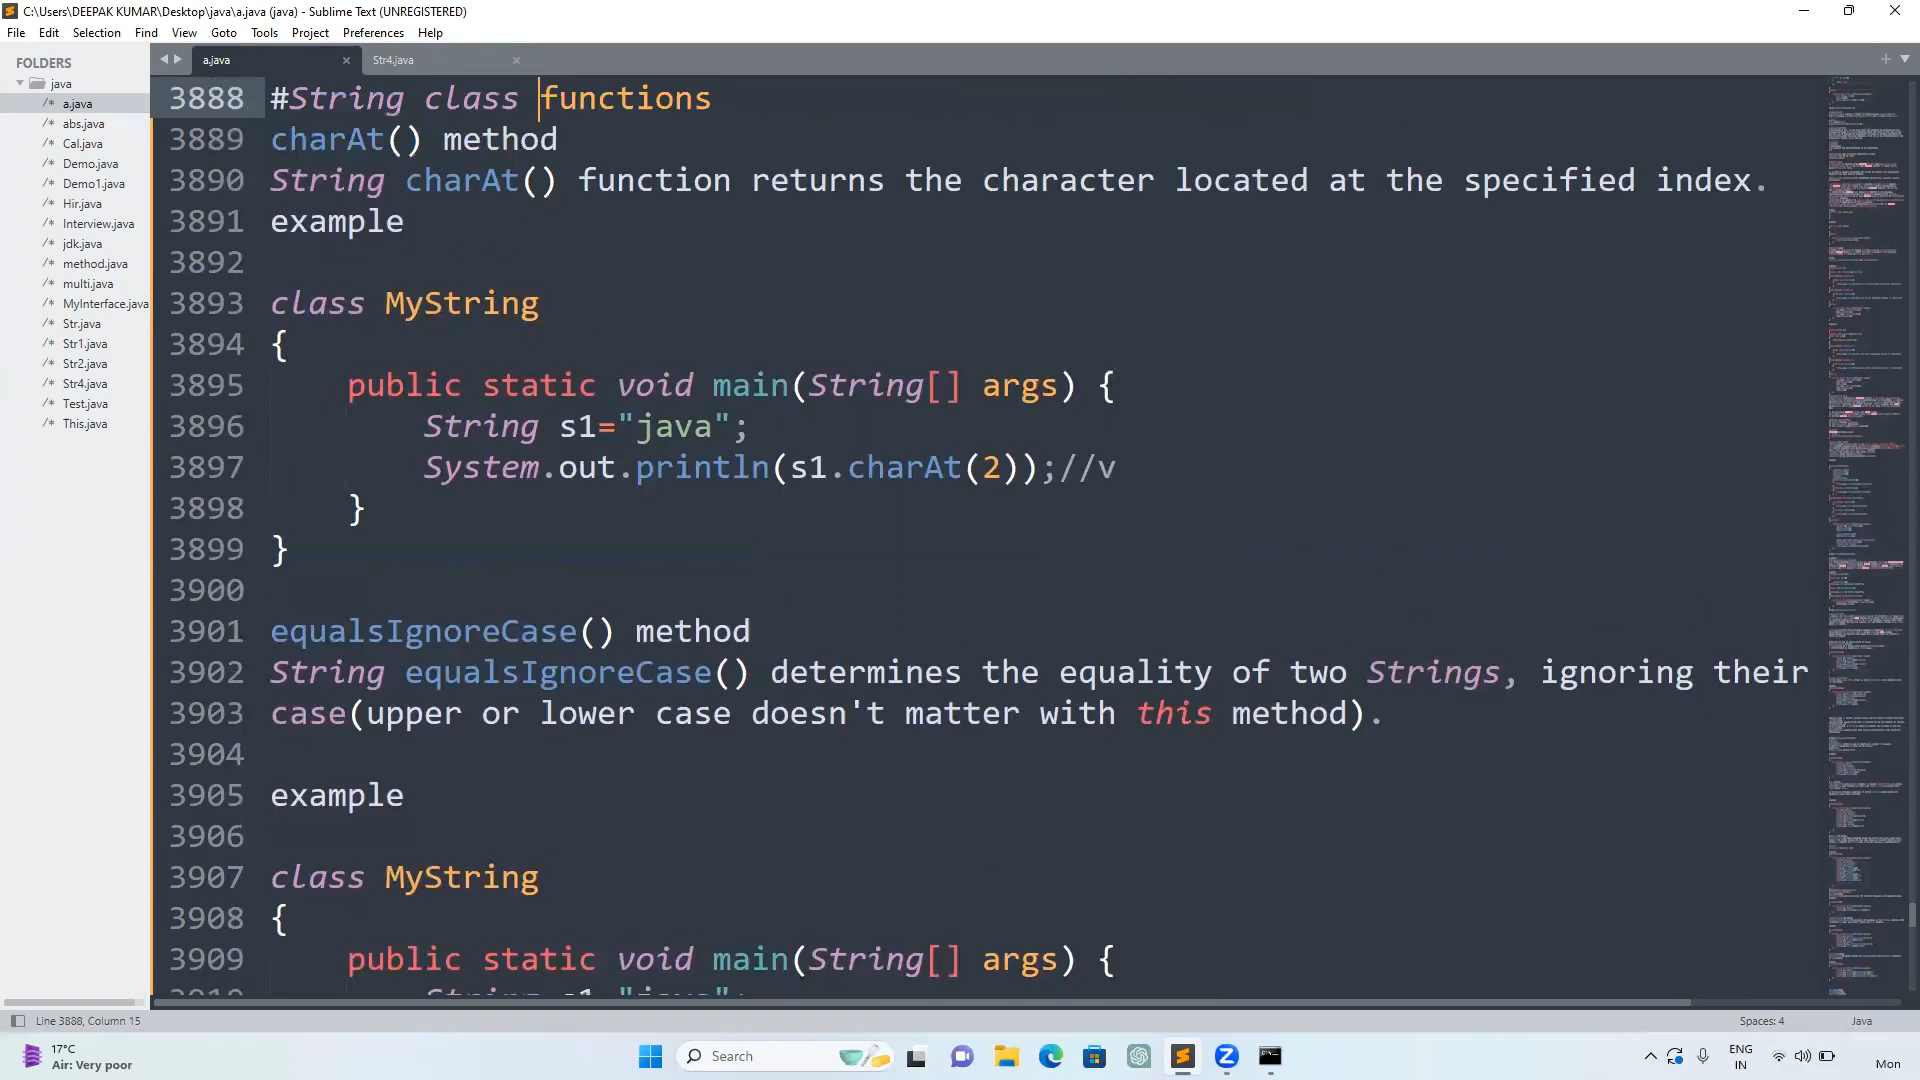 C:\Users\DEEPAK KUMAR\Desktop\java\a.java (java) - Sublime Text (UNREGISTERED)
File Edit Selection Find View Goto Tools Project Preferences Help
FOLDERS
java
a.java
abs.java
Cal.java
Demo.java
Demo1.java
Hir.java
Interview.java
jdk.java
method.java
multi.java
MyInterface.java
Str.java
Str1.java
Str2.java
Str4.java
Test.java
This.java
a.java Str4.java
3888 #String class functions
3889 charAt() method
3890 String charAt() function returns the character located at the specified index.
3891 example
3892
3893 class MyString
3894 {
3895 public static void main(String[] args) {
3896 String s1="java";
3897 System.out.println(s1.charAt(2));//v
3898 }
3899 }
3900
3901 equalsIgnoreCase() method
3902 String equalsIgnoreCase() determines the equality of two Strings, ignoring their
3903 case(upper or lower case doesn't matter with this method).
3904
3905 example
3906
3907 class MyString
3908 {
3909 public static void main(String[] args) {
Line 3888, Column 15
Spaces: 4
Java
17°C
Air: Very poor
Search
ENG
IN
Mon